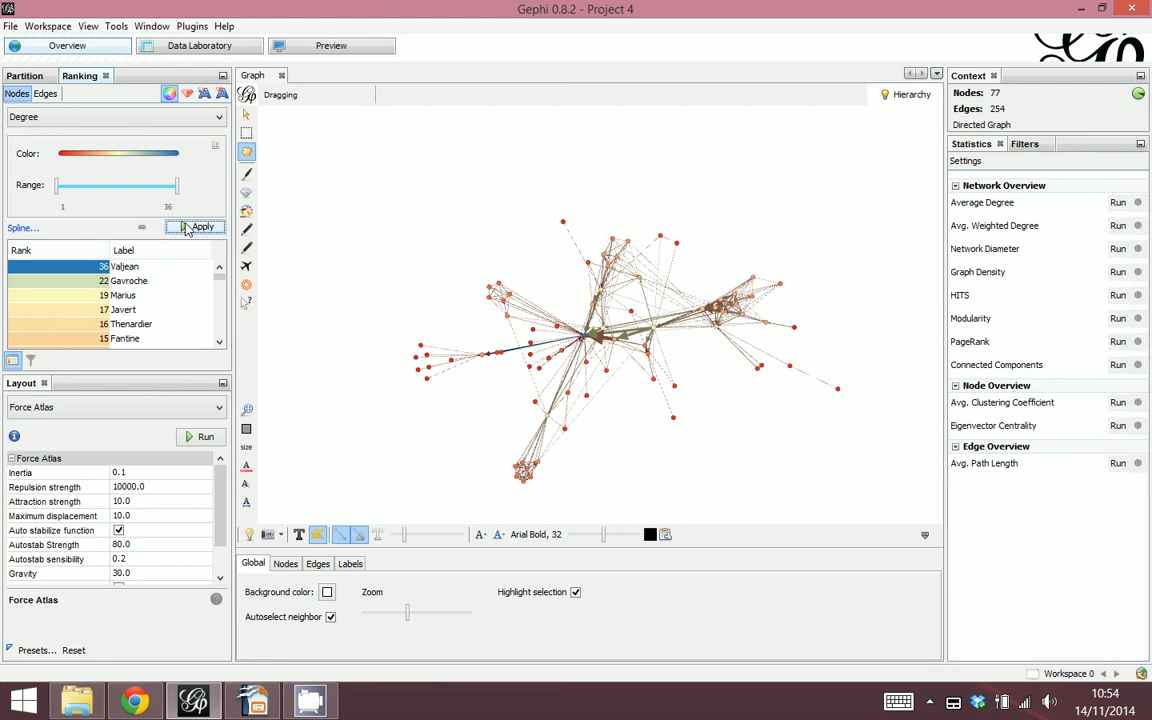 Gephi 0.8.2 - Project 4
File Workspace View Tools Window Plugins Help
Overview Data Laboratory Preview
Partition Ranking
Nodes Edges
Degree
Color:
Range:
1 36
Spline... Apply
Rank Label
36 Valjean
22 Gavroche
19 Marius
17 Javert
16 Thenardier
15 Fantine
Layout
Force Atlas
Run
Force Atlas
Inertia 0.1
Repulsion strength 10000.0
Attraction strength 10.0
Maximum displacement 10.0
Auto stabilize function
Autostab Strength 80.0
Autostab sensibility 0.2
Gravity 30.0
Force Atlas
Presets... Reset
Graph
Dragging
Hierarchy
size
A
A
A
T T A- A- Arial Bold, 32
Global Nodes Edges Labels
Background color: Zoom Highlight selection
Autoselect neighbor
Context
Nodes: 77
Edges: 254
Directed Graph
Statistics Filters
Settings
Network Overview
Average Degree Run
Avg. Weighted Degree Run
Network Diameter Run
Graph Density Run
HITS Run
Modularity Run
PageRank Run
Connected Components Run
Node Overview
Avg. Clustering Coefficient Run
Eigenvector Centrality Run
Edge Overview
Avg. Path Length Run
Workspace 0
10:54
14/11/2014